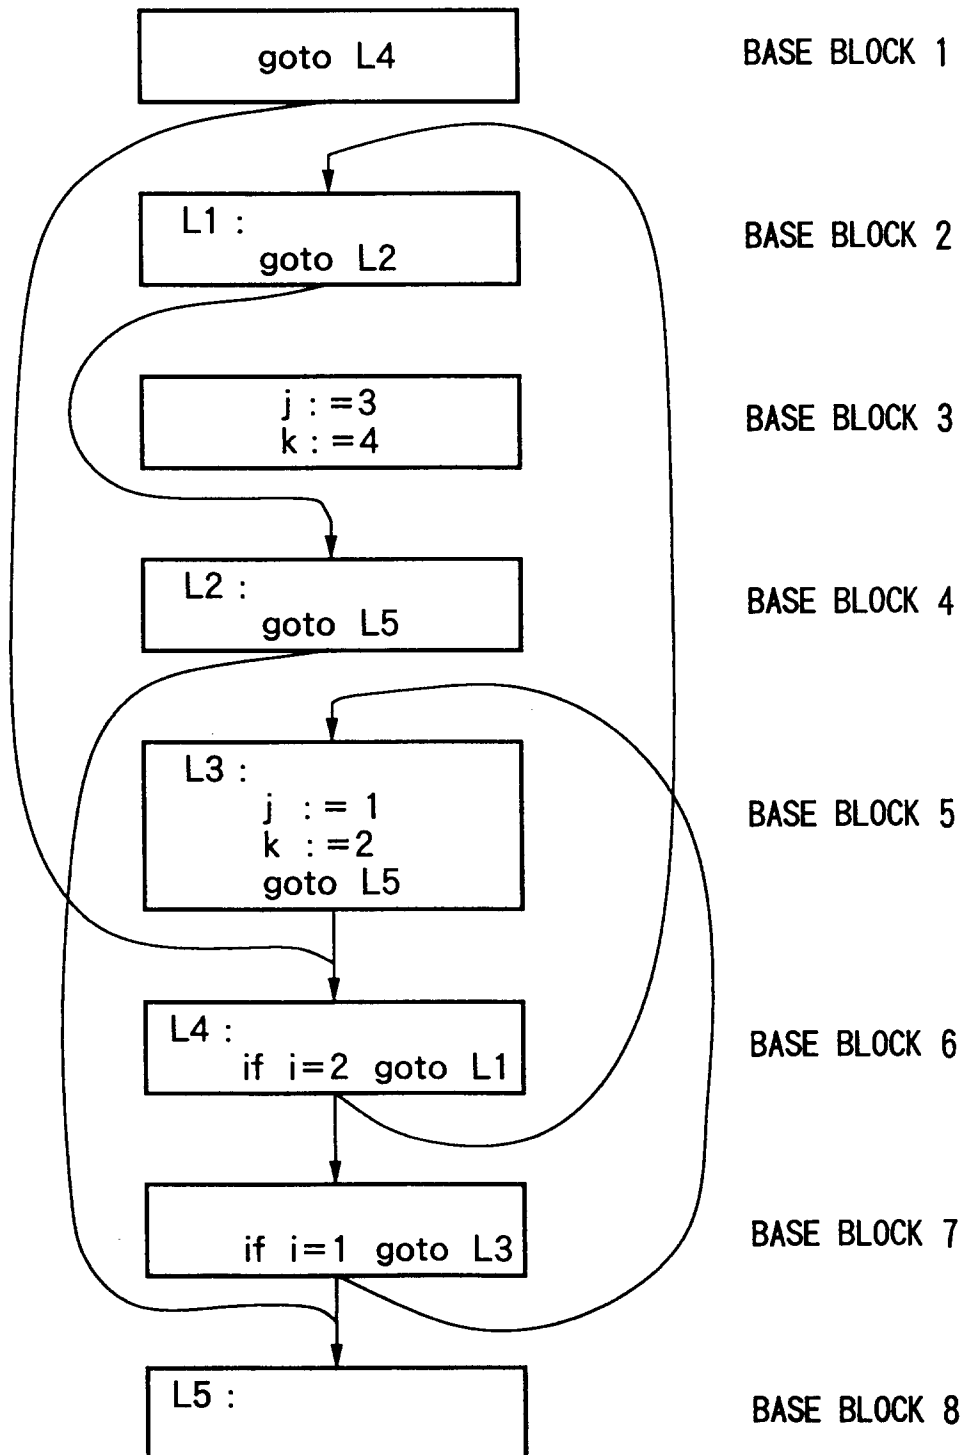 goto L4
BASE BLOCK 1
L1 :
goto L2
BASE BLOCK 2
j : =3
k : =4
BASE BLOCK 3
L2 :
goto L5
BASE BLOCK 4
L3 :
j : = 1
k : =2
goto L5
BASE BLOCK 5
L4 :
if i=2 goto L1
BASE BLOCK 6
if i=1 goto L3
BASE BLOCK 7
L5 :
BASE BLOCK 8